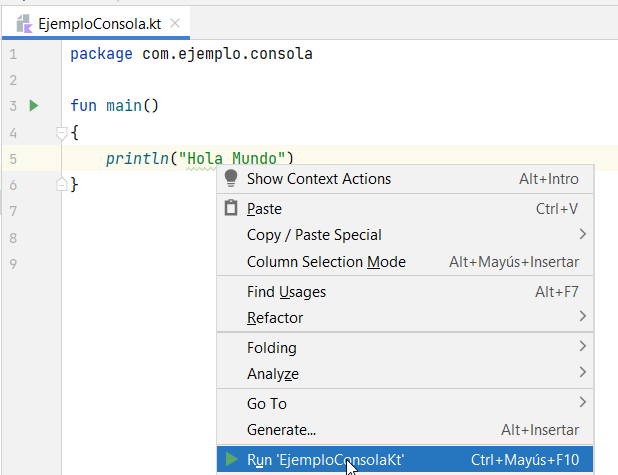 EjemploConsola.kt
1 package com.ejemplo.consola
2
3 fun main()
4 {
5 println("Hola Mundo")
6 }
7
8
9
Show Context Actions Alt+Intro
Paste Ctrl+V
Copy / Paste Special
Column Selection Mode Alt+Mayús+Insertar
Find Usages Alt+F7
Refactor
Folding
Analyze
Go To
Generate... Alt+Insertar
Run 'EjemploConsolaKt' Ctrl+Mayús+F10